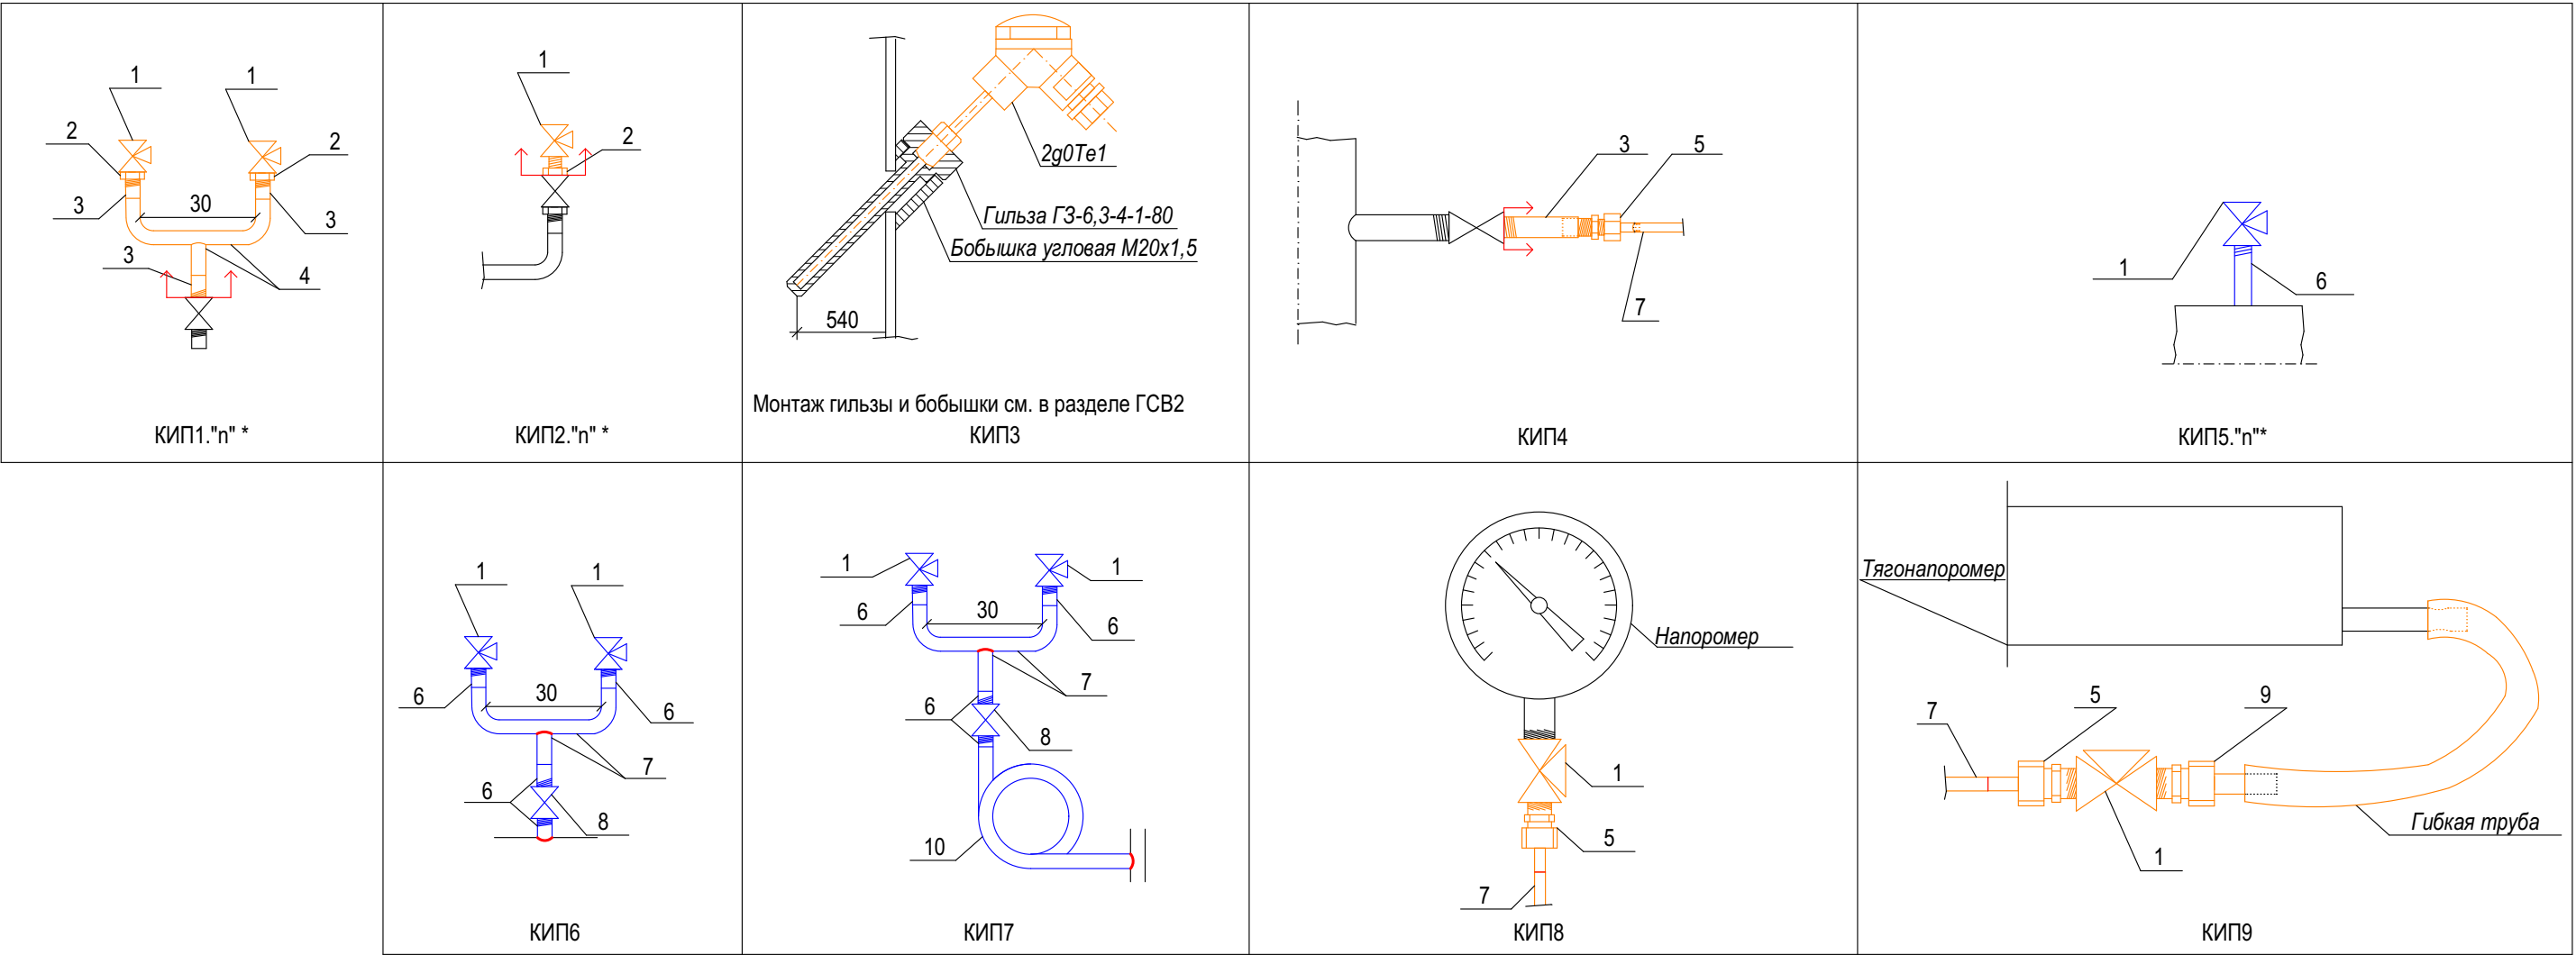 1
1
2
2
3
30
3
3
4
КИП1."n" *
1
2
КИП2."n" *
2g0Te1
Гильза ГЗ-6,3-4-1-80
Бобышка угловая М20х1,5
540
Монтаж гильзы и бобышки см. в разделе ГСВ2
КИП3
3
5
7
КИП4
1
6
КИП5."n"*
1
1
6
30
6
7
6
8
КИП6
1
1
6
30
6
7
6
8
10
КИП7
Напоромер
1
5
7
КИП8
Тягонапоромер
7
5
9
Гибкая труба
1
КИП9